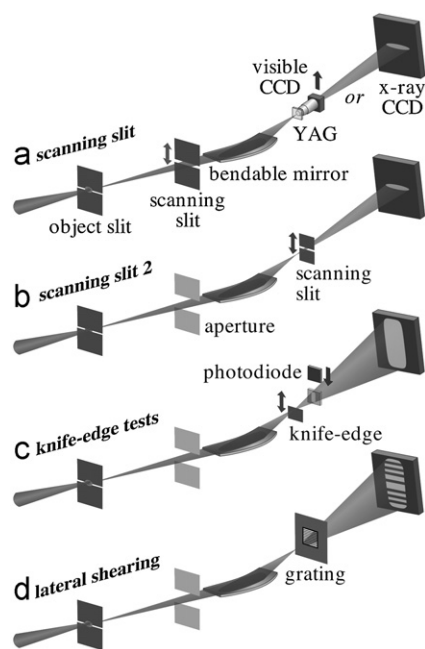 visible
CCD
or
x-ray
CCD
YAG
a scanning slit
bendable mirror
scanning
slit
object slit
b scanning slit 2
scanning
slit
aperture
photodiode
knife-edge
c knife-edge tests
d lateral shearing
grating